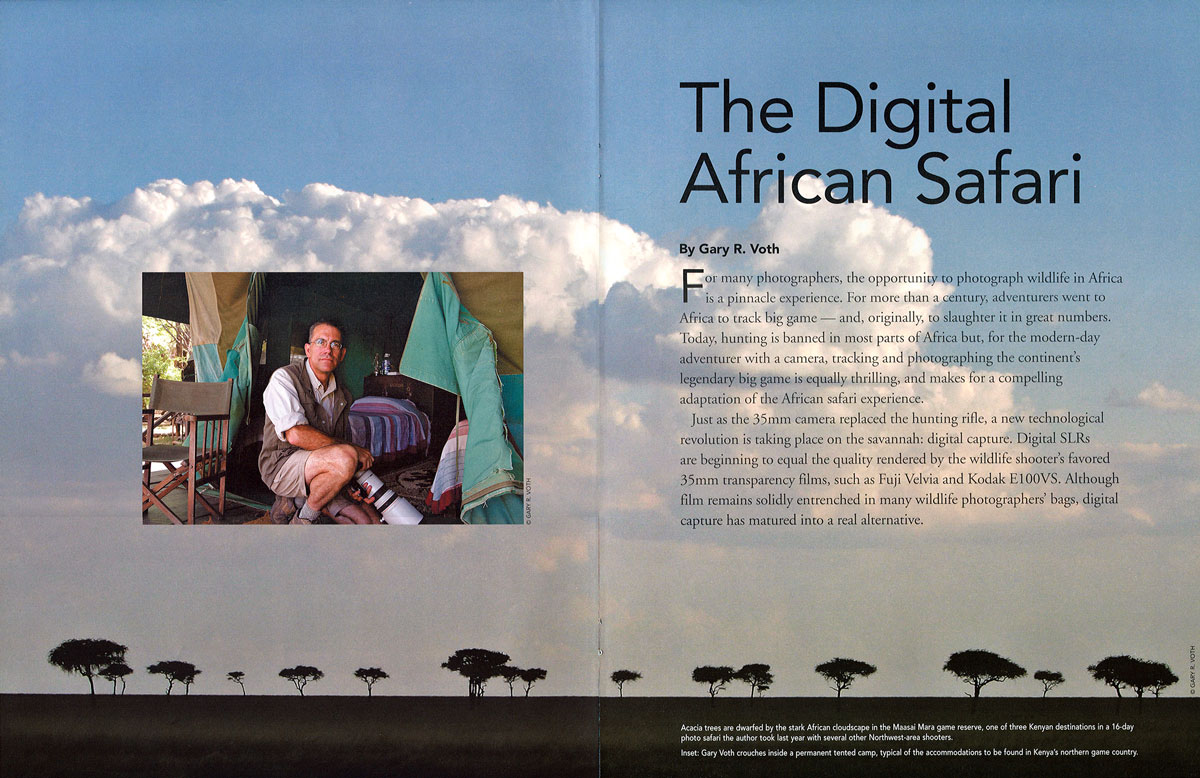 © GARY R. VOTH
The Digital
African Safari
By Gary R. Voth
For many photographers, the opportunity to photograph wildlife in Africa
is a pinnacle experience. For more than a century, adventurers went to
Africa to track big game — and, originally, to slaughter it in great numbers.
Today, hunting is banned in most parts of Africa but, for the modern-day
adventurer with a camera, tracking and photographing the continent’s
legendary big game is equally thrilling, and makes for a compelling
adaptation of the African safari experience.
Just as the 35mm camera replaced the hunting rifle, a new technological
revolution is taking place on the savannah: digital capture. Digital SLRs
are beginning to equal the quality rendered by the wildlife shooter’s favored
35mm transparency films, such as Fuji Velvia and Kodak E100VS. Although
film remains solidly entrenched in many wildlife photographers’ bags, digital
capture has matured into a real alternative.
© GARY R. VOTH
Acacia trees are dwarfed by the stark African cloudscape in the Maasai Mara game reserve, one of three Kenyan destinations in a 16-day
photo safari the author took last year with several other Northwest-area shooters.
Inset: Gary Voth crouches inside a permanent tented camp, typical of the accommodations to be found in Kenya’s northern game country.